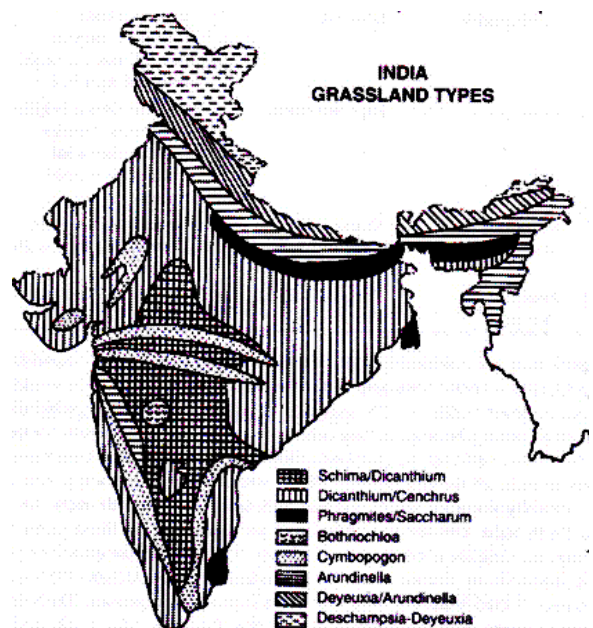 INDIA
GRASSLAND TYPES
Schima/Dicanthium
Dicanthium/Cenchrus
Phragmites/Saccharum
Bothriochloa
Cymbopogon
Arundinella
Deyeuxia/Arundinella
Deschampsia-Deyeuxia